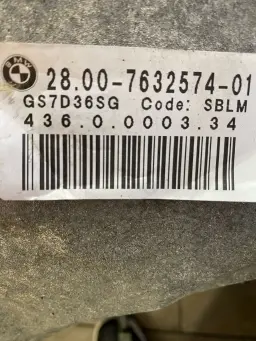 BMW
28.00-7632574-01
GS7D36SG Code: SBLM
436.0.0003.34